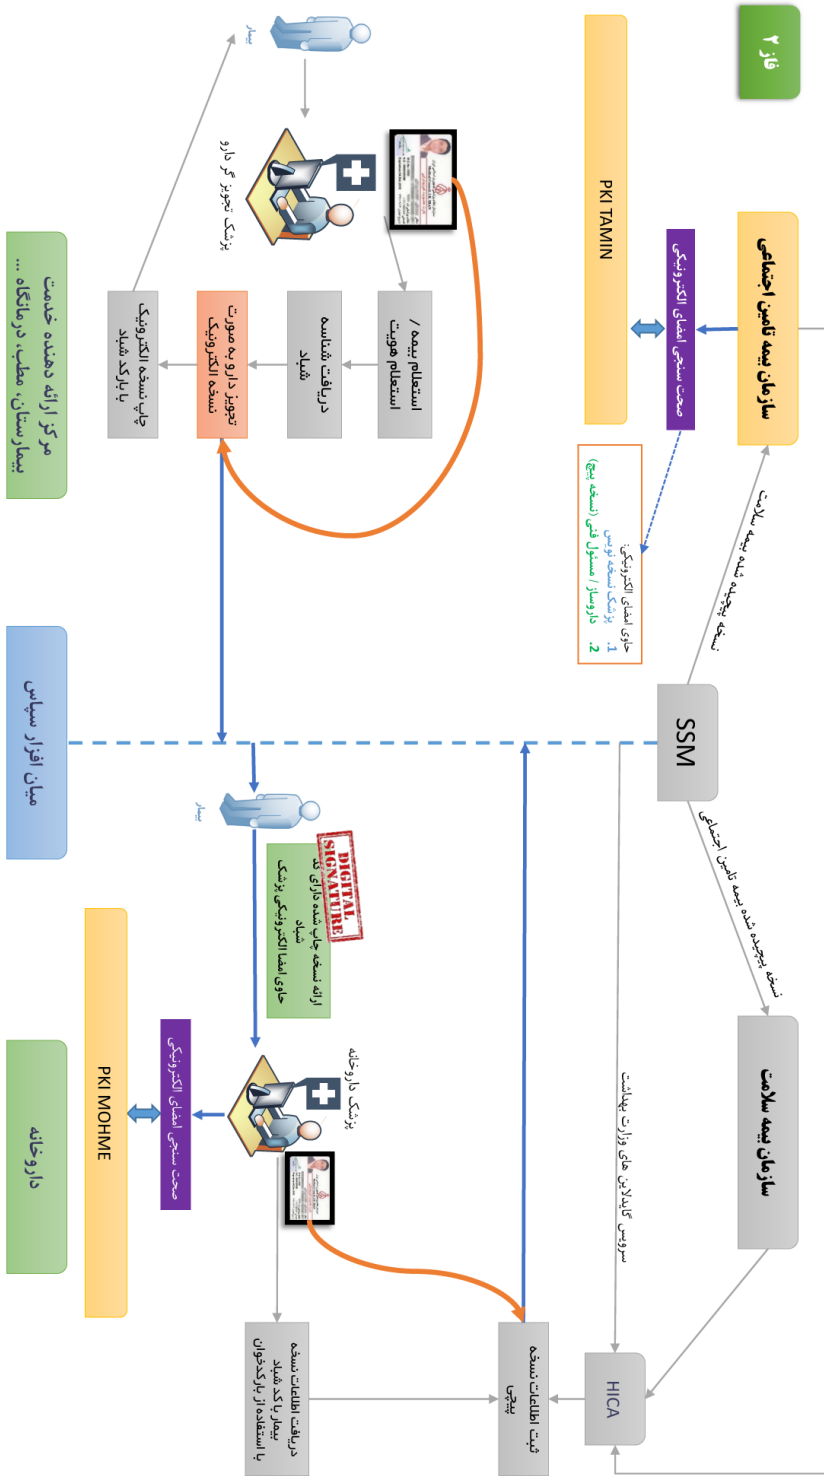 فاز ۲
سازمان بیمه تامین اجتماعی
صحت سنجی امضای الکترونیکی
PKI TAMIN
حاوی امضای الکترونیکی:
1. پزشک نسخه نویس
2. داروساز / مسئول فنی (نسخه پیچ)
نسخه پیچیده شده بیمه سلامت
SSM
نسخه پیچیده شده بیمه تامین اجتماعی
سازمان بیمه سلامت
سرویس گایدلاین های وزارت بهداشت
HICA
بیمار
پزشک تجویز گر دارو
استعلام بیمه /
استعلام هویت
دریافت شناسه
شباد
تجویز دارو به صورت
نسخه الکترونیک
چاپ نسخه الکترونیک
با بارکد شباد
بیمار
DIGITAL
SIGNATURE
ارائه نسخه چاپ شده دارای کد
شباد
حاوی امضا الکترونیکی پزشک
پزشک داروخانه
صحت سنجی امضای الکترونیکی
PKI MOHME
دریافت اطلاعات نسخه
بیمار با کد شباد
با استفاده از بارکدخوان
ثبت اطلاعات نسخه
پیچی
مرکز ارائه دهنده خدمت
بیمارستان، مطب، درمانگاه ...
میان افزار سپاس
داروخانه